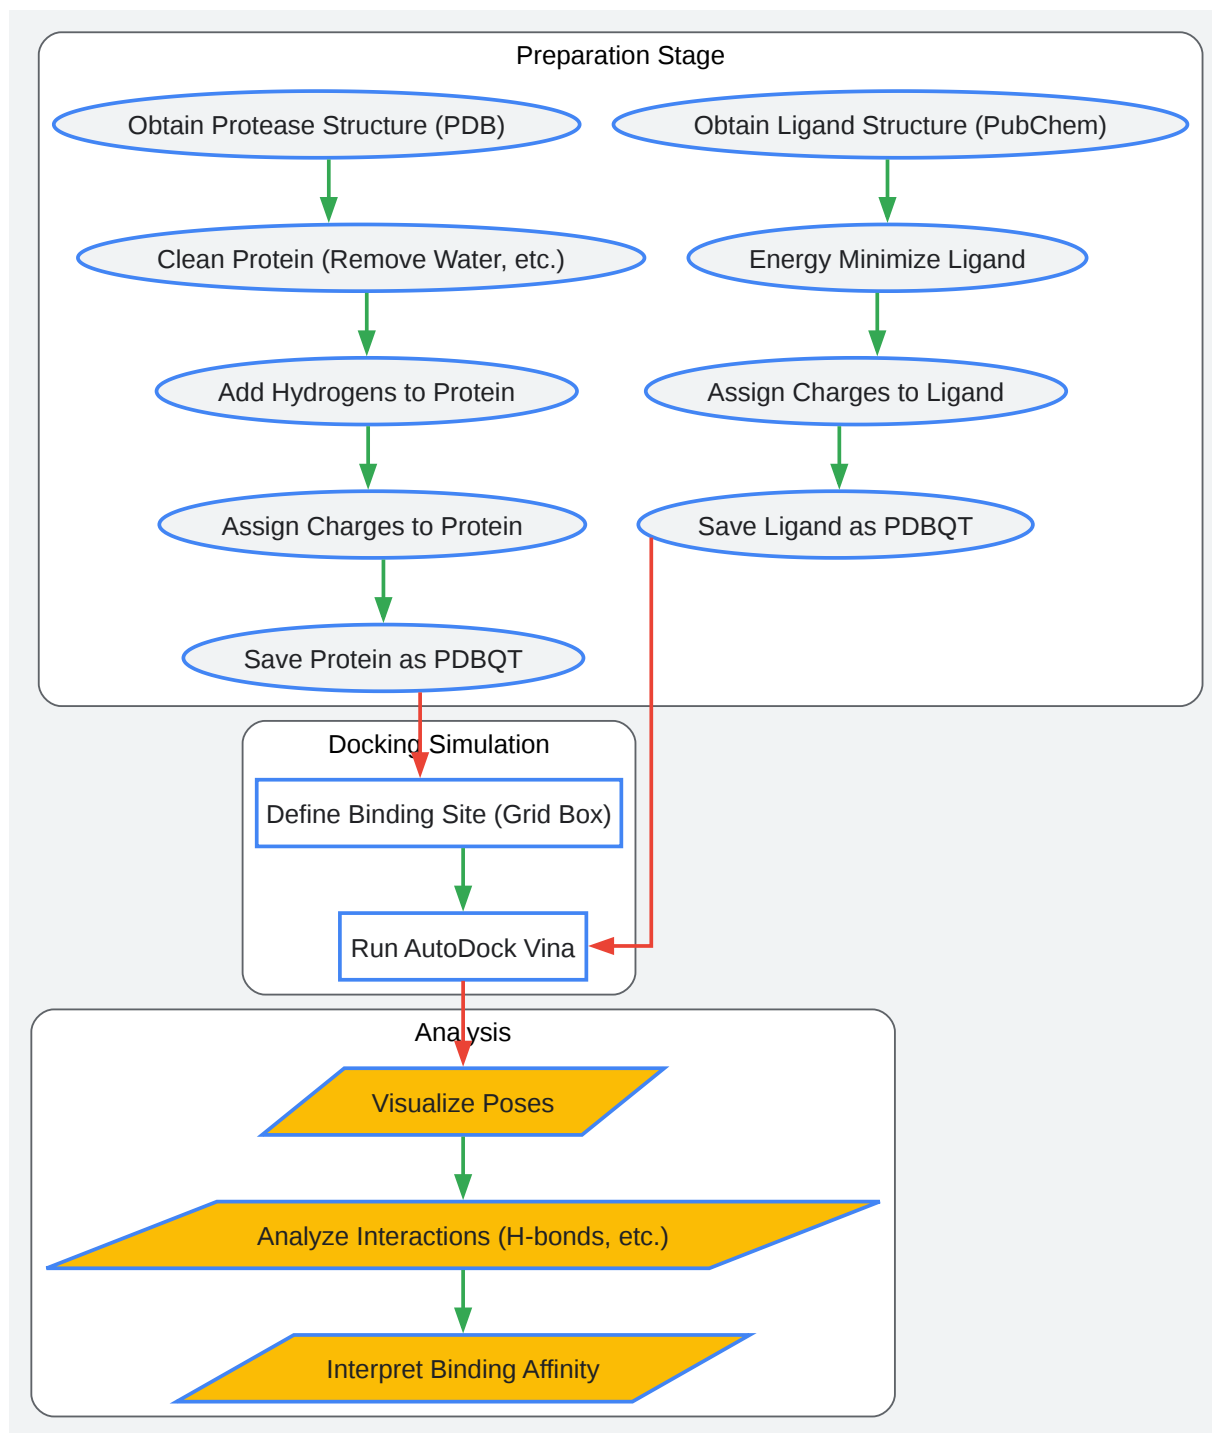 Preparation Stage
Obtain Protease Structure (PDB)
Obtain Ligand Structure (PubChem)
Clean Protein (Remove Water, etc.)
Energy Minimize Ligand
Add Hydrogens to Protein
Assign Charges to Ligand
Assign Charges to Protein
Save Ligand as PDBQT
Save Protein as PDBQT
Docking Simulation
Define Binding Site (Grid Box)
Run AutoDock Vina
Analysis
Visualize Poses
Analyze Interactions (H-bonds, etc.)
Interpret Binding Affinity